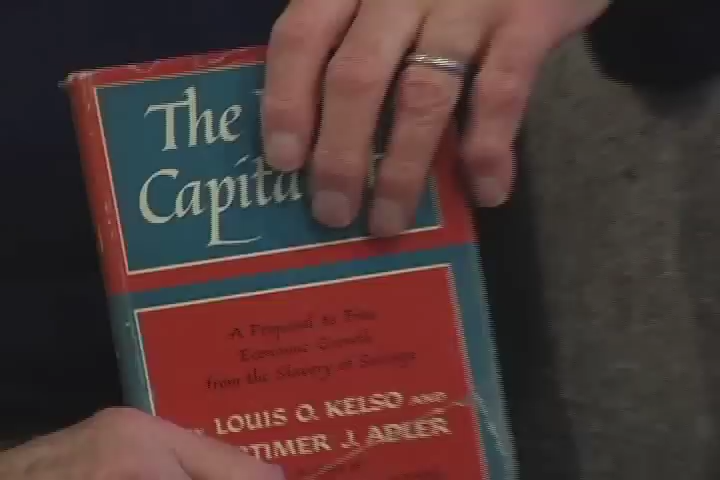 The
Capita
A Proposal to Free
Economic Growth
from the Slavery of Savings
LOUIS O. KELSO AND
TIMER J. ADLER